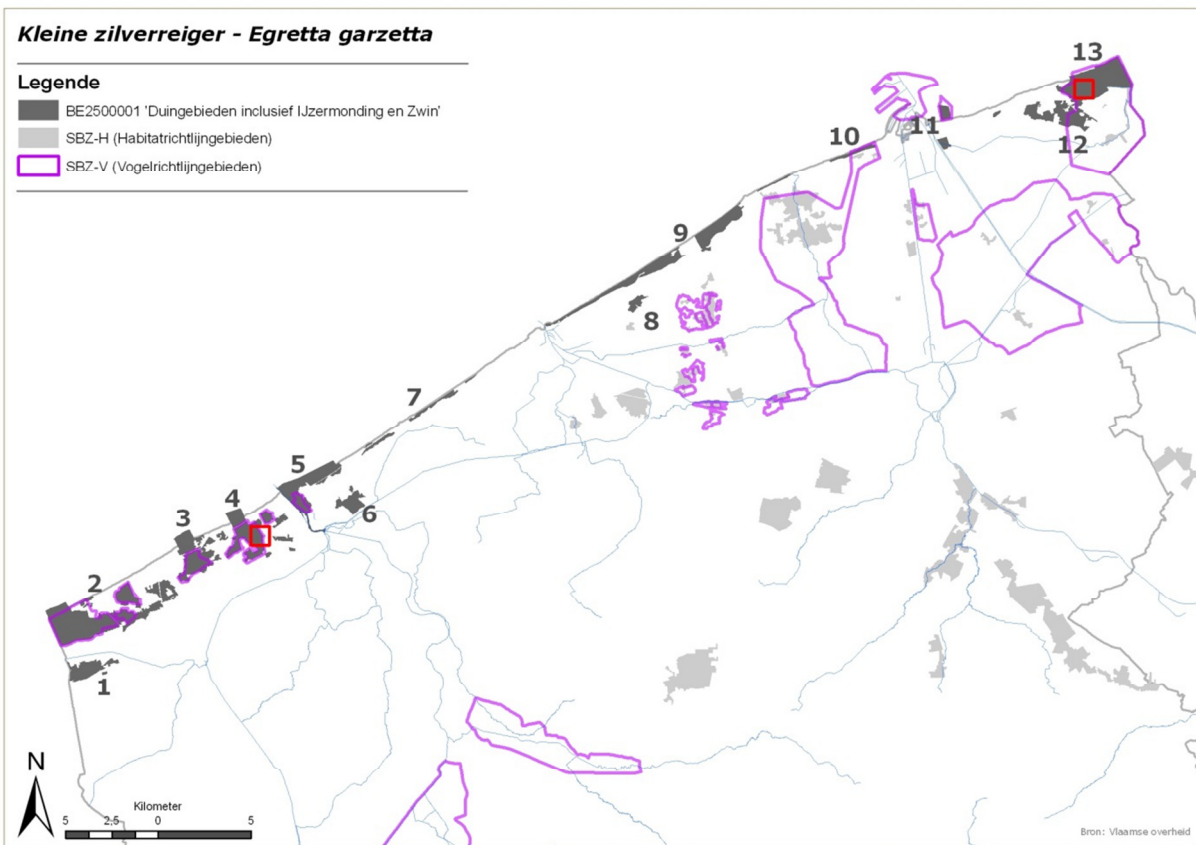 Kleine zilverreiger - Egretta garzetta
Legende
BE2500001 'Duingebieden inclusief IJzermonding en Zwin'
SBZ-H (Habitatrichtlijngebieden)
SBZ-V (Vogelrichtlijngebieden)
13
12
11
10
9
8
7
5
6
4
3
2
1
N
Kilometer
5 2,5 0 5
Bron: Vlaamse overheid